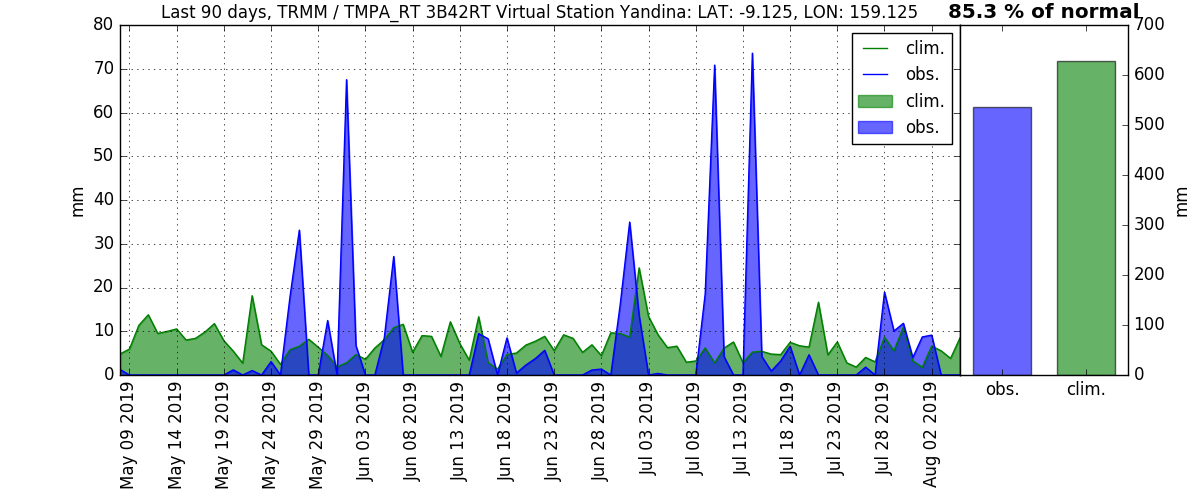 Last 90 days, TRMM / TMPA_RT 3B42RT Virtual Station Yandina: LAT: -9.125, LON: 159.125
85.3 % of normal
80
70
60
50
40
30
20
10
0
mm
clim.
obs.
clim.
obs.
May 09 2019
May 14 2019
May 19 2019
May 24 2019
May 29 2019
Jun 03 2019
Jun 08 2019
Jun 13 2019
Jun 18 2019
Jun 23 2019
Jun 28 2019
Jul 03 2019
Jul 08 2019
Jul 13 2019
Jul 18 2019
Jul 23 2019
Jul 28 2019
Aug 02 2019
700
600
500
400
300
200
100
0
mm
obs.
clim.